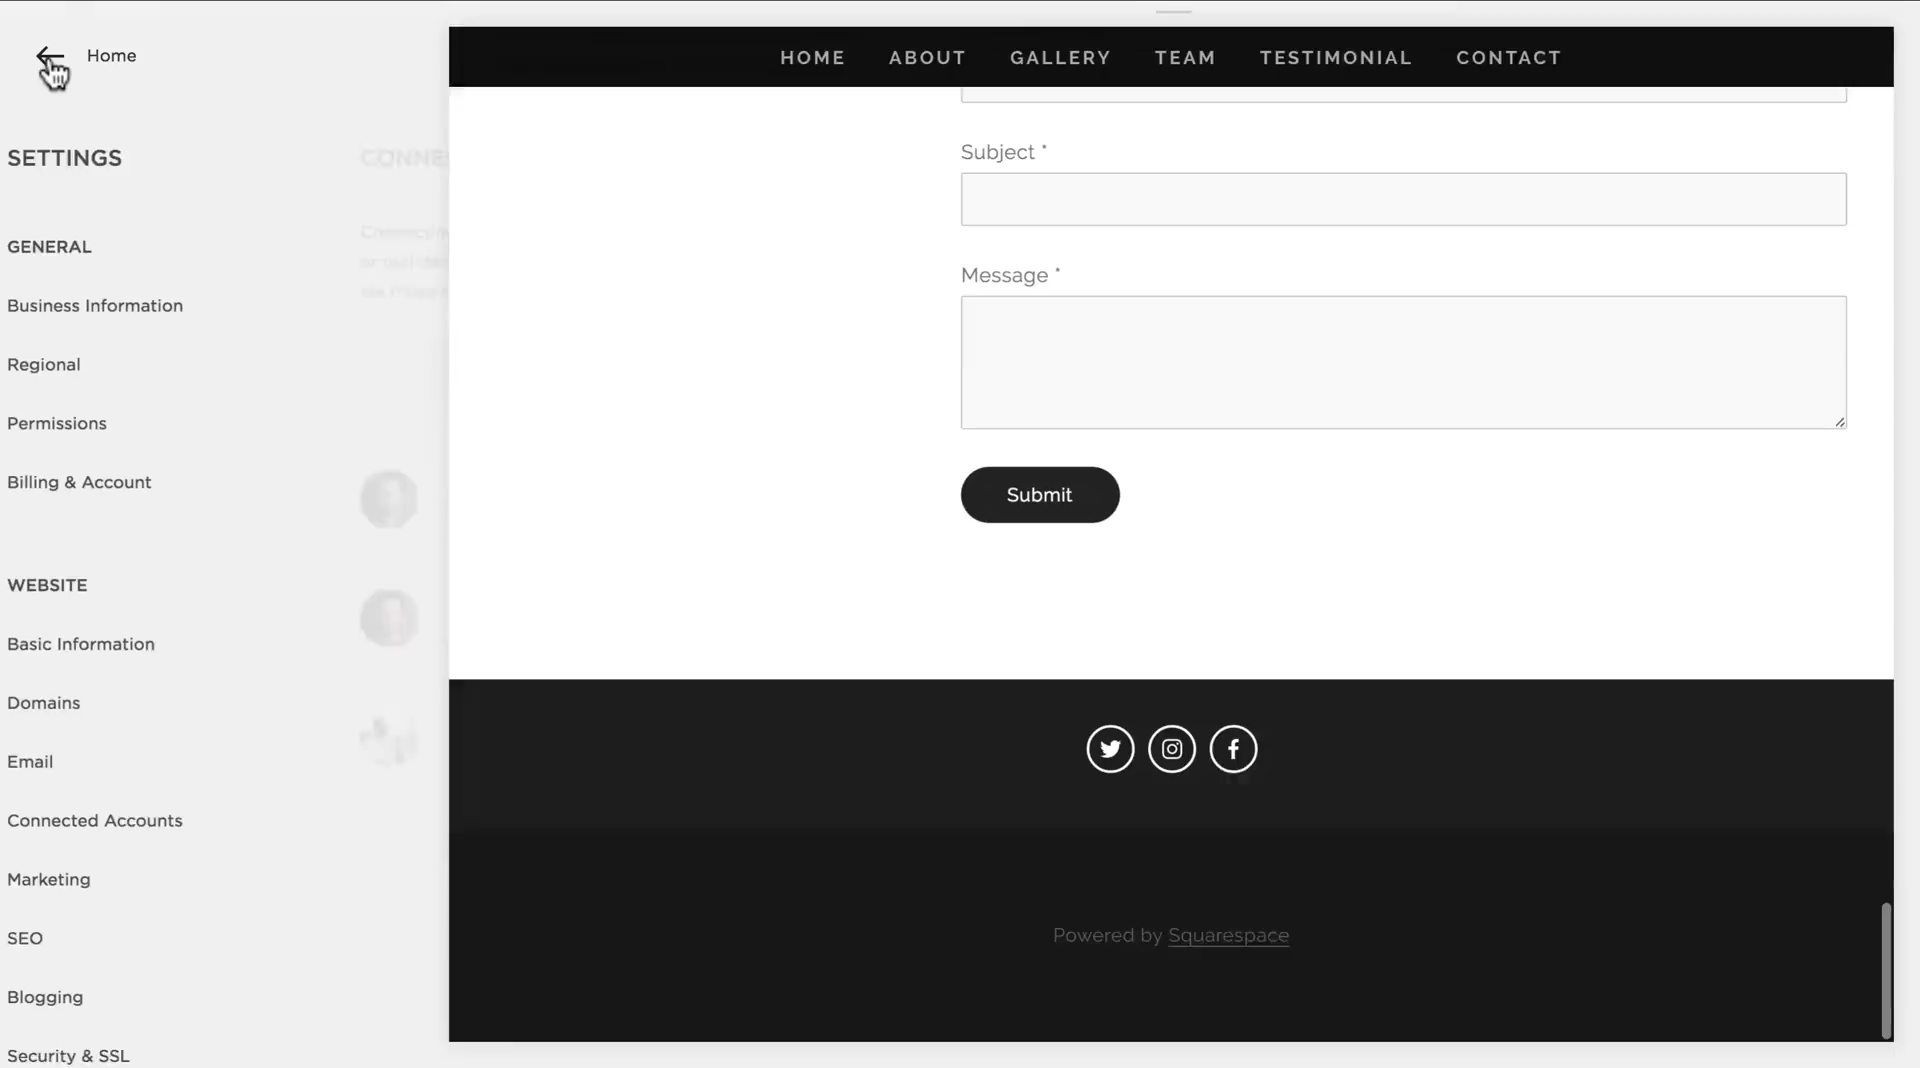 Home
SETTINGS
GENERAL
Business Information
Regional
Permissions
Billing & Account
WEBSITE
Basic Information
Domains
Email
Connected Accounts
Marketing
SEO
Blogging
Security & SSL
HOME ABOUT GALLERY TEAM TESTIMONIAL CONTACT
Subject *
Message *
Submit
Powered by Squarespace